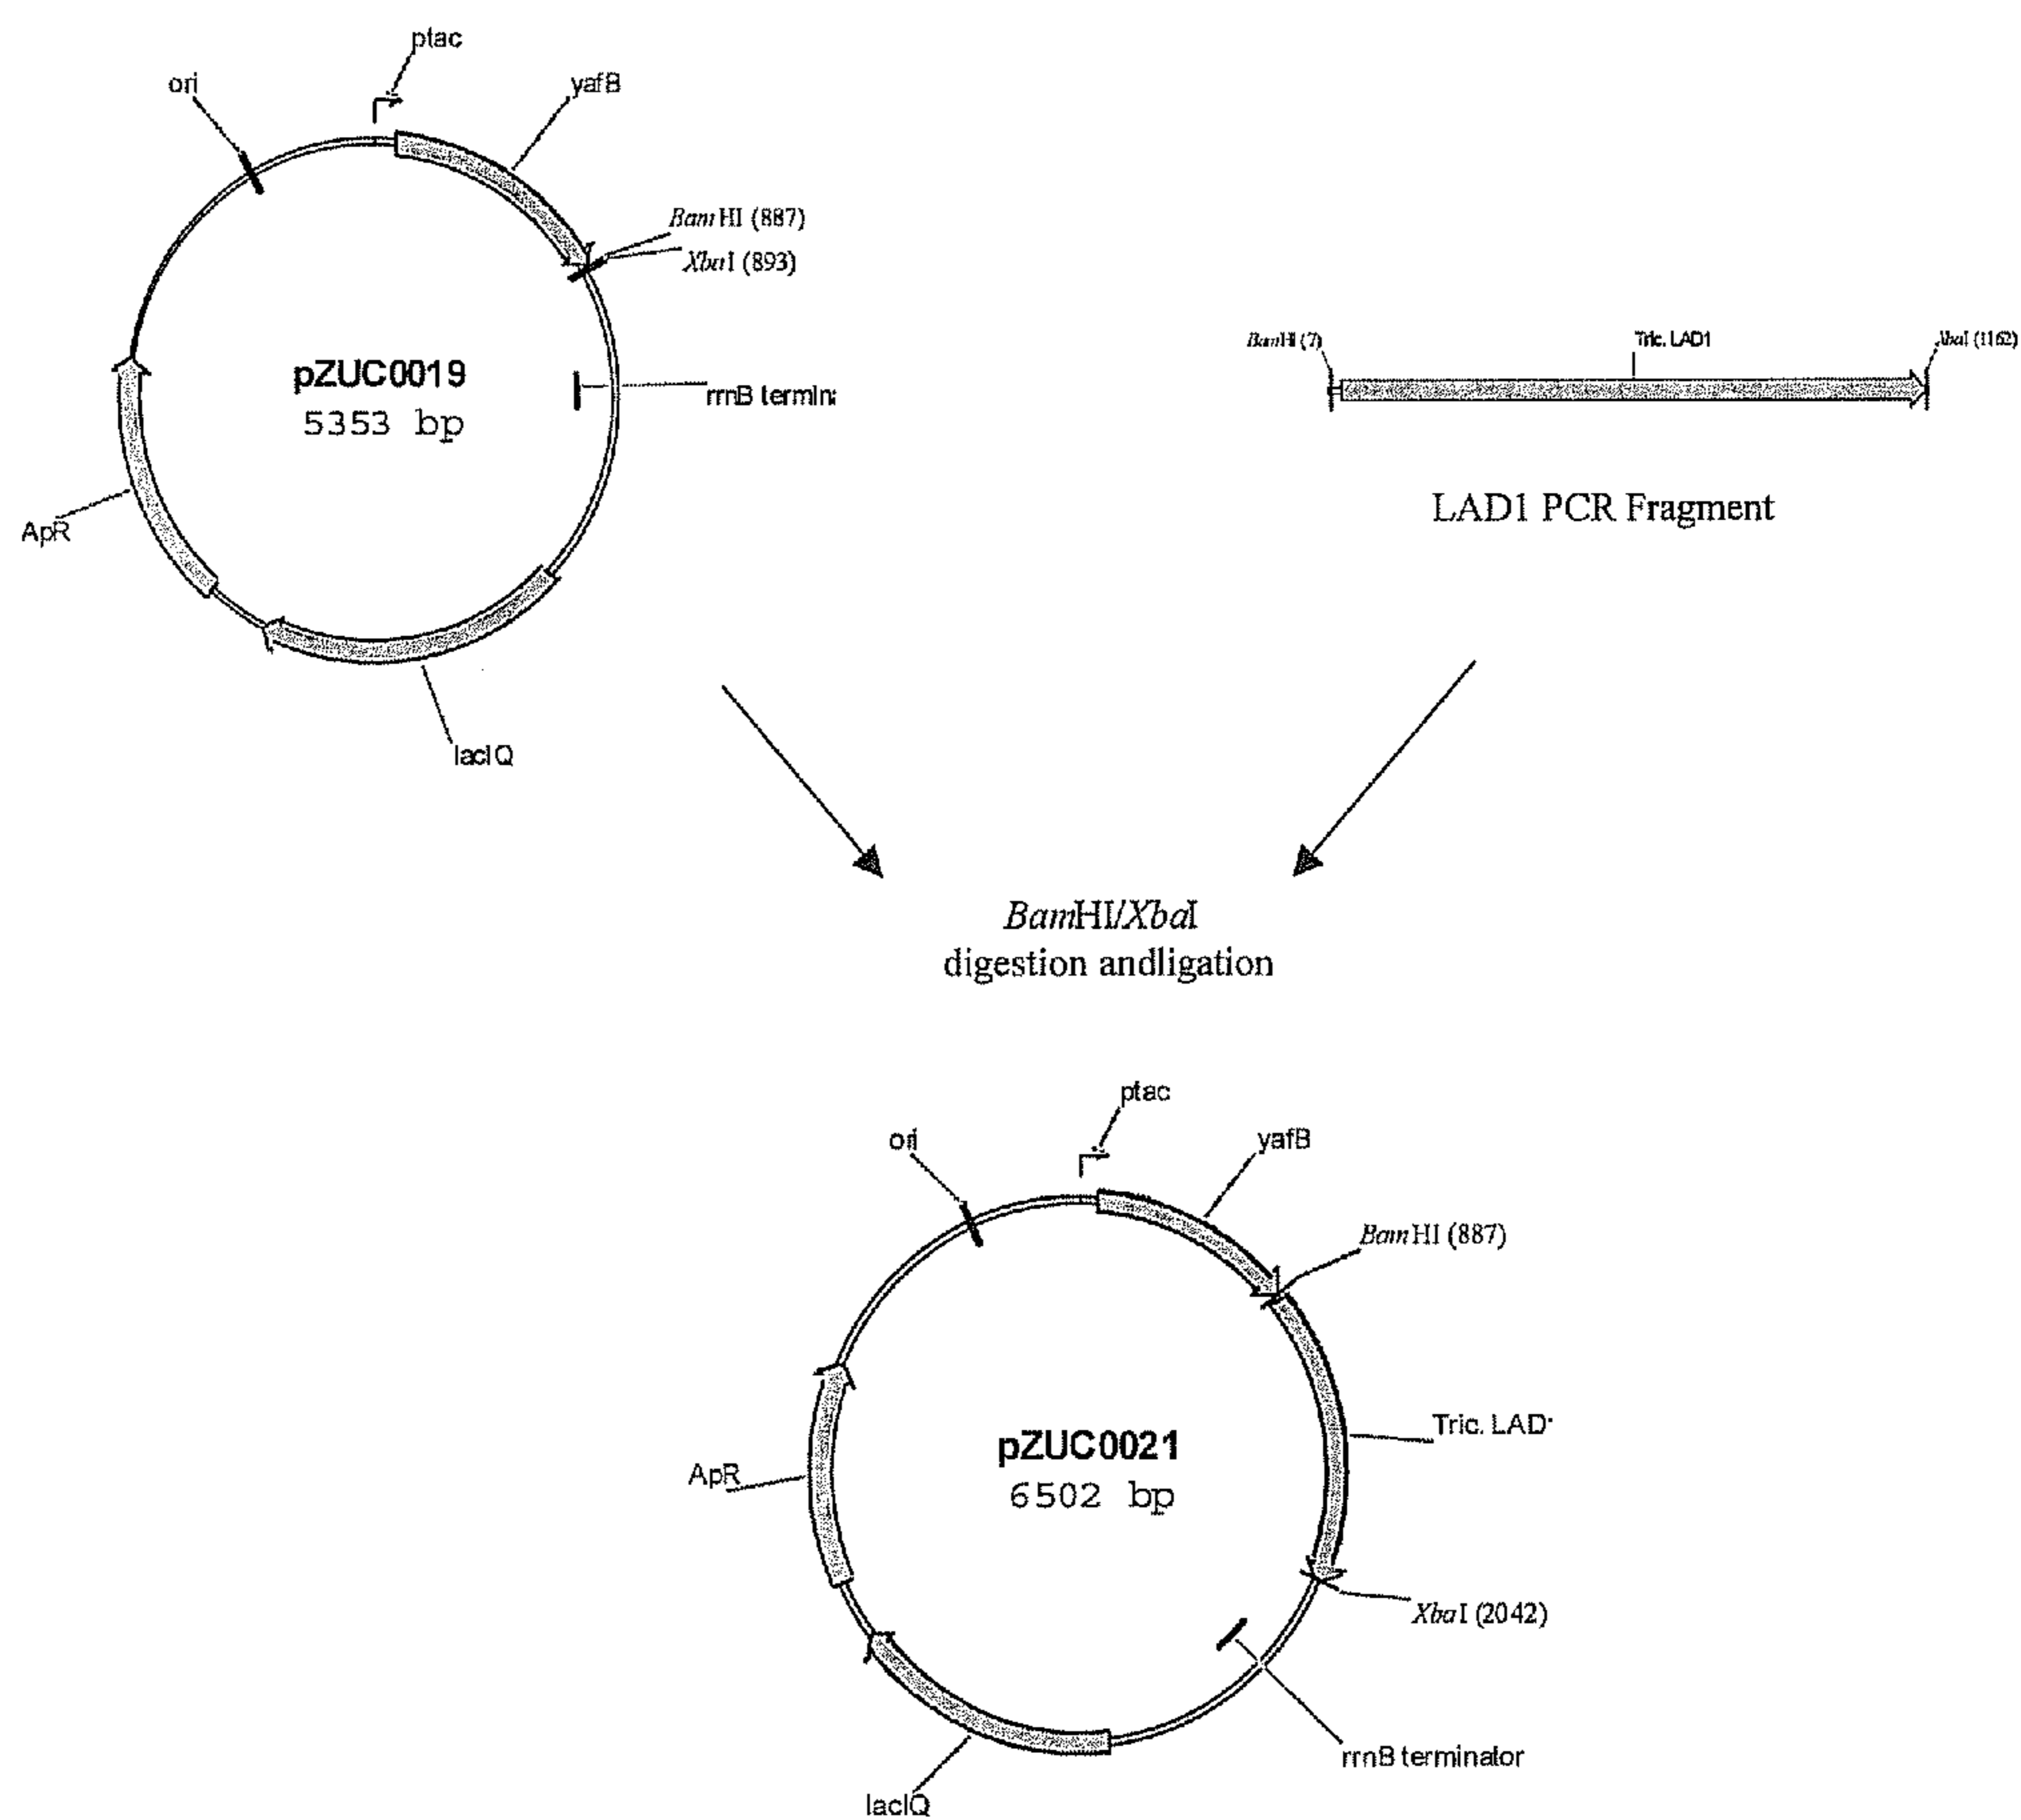 ptac
ori
yafB
BamHI (887)
XbaI (893)
pZUC0019
5353 bp
rrnB termin
ApR
lacIQ
BamHI (7)
Tric. LAD1
XbaI (1162)
LAD1 PCR Fragment
BamHI/XbaI
digestion andligation
ptac
ori
yafB
BamHI (887)
Tric. LAD
pZUC0021
6502 bp
ApR
XbaI (2042)
rrnB terminator
lacIQ